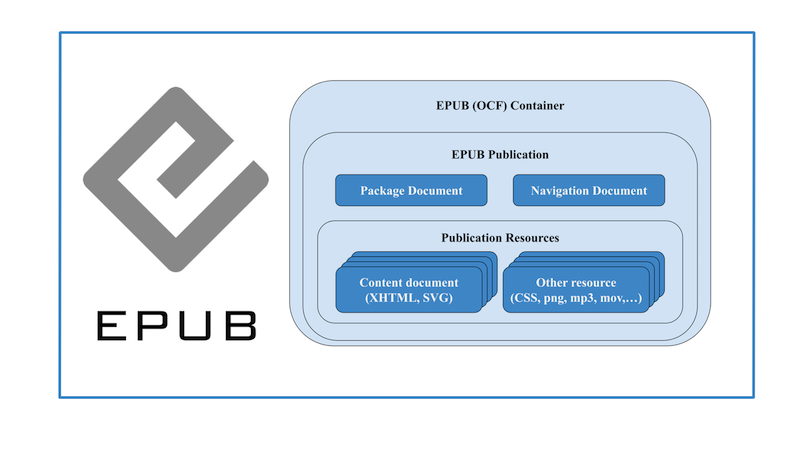 EPUB
EPUB (OCF) Container
EPUB Publication
Package Document
Navigation Document
Publication Resources
Content document
(XHTML, SVG)
Other resource
(CSS, png, mp3, mov,...)